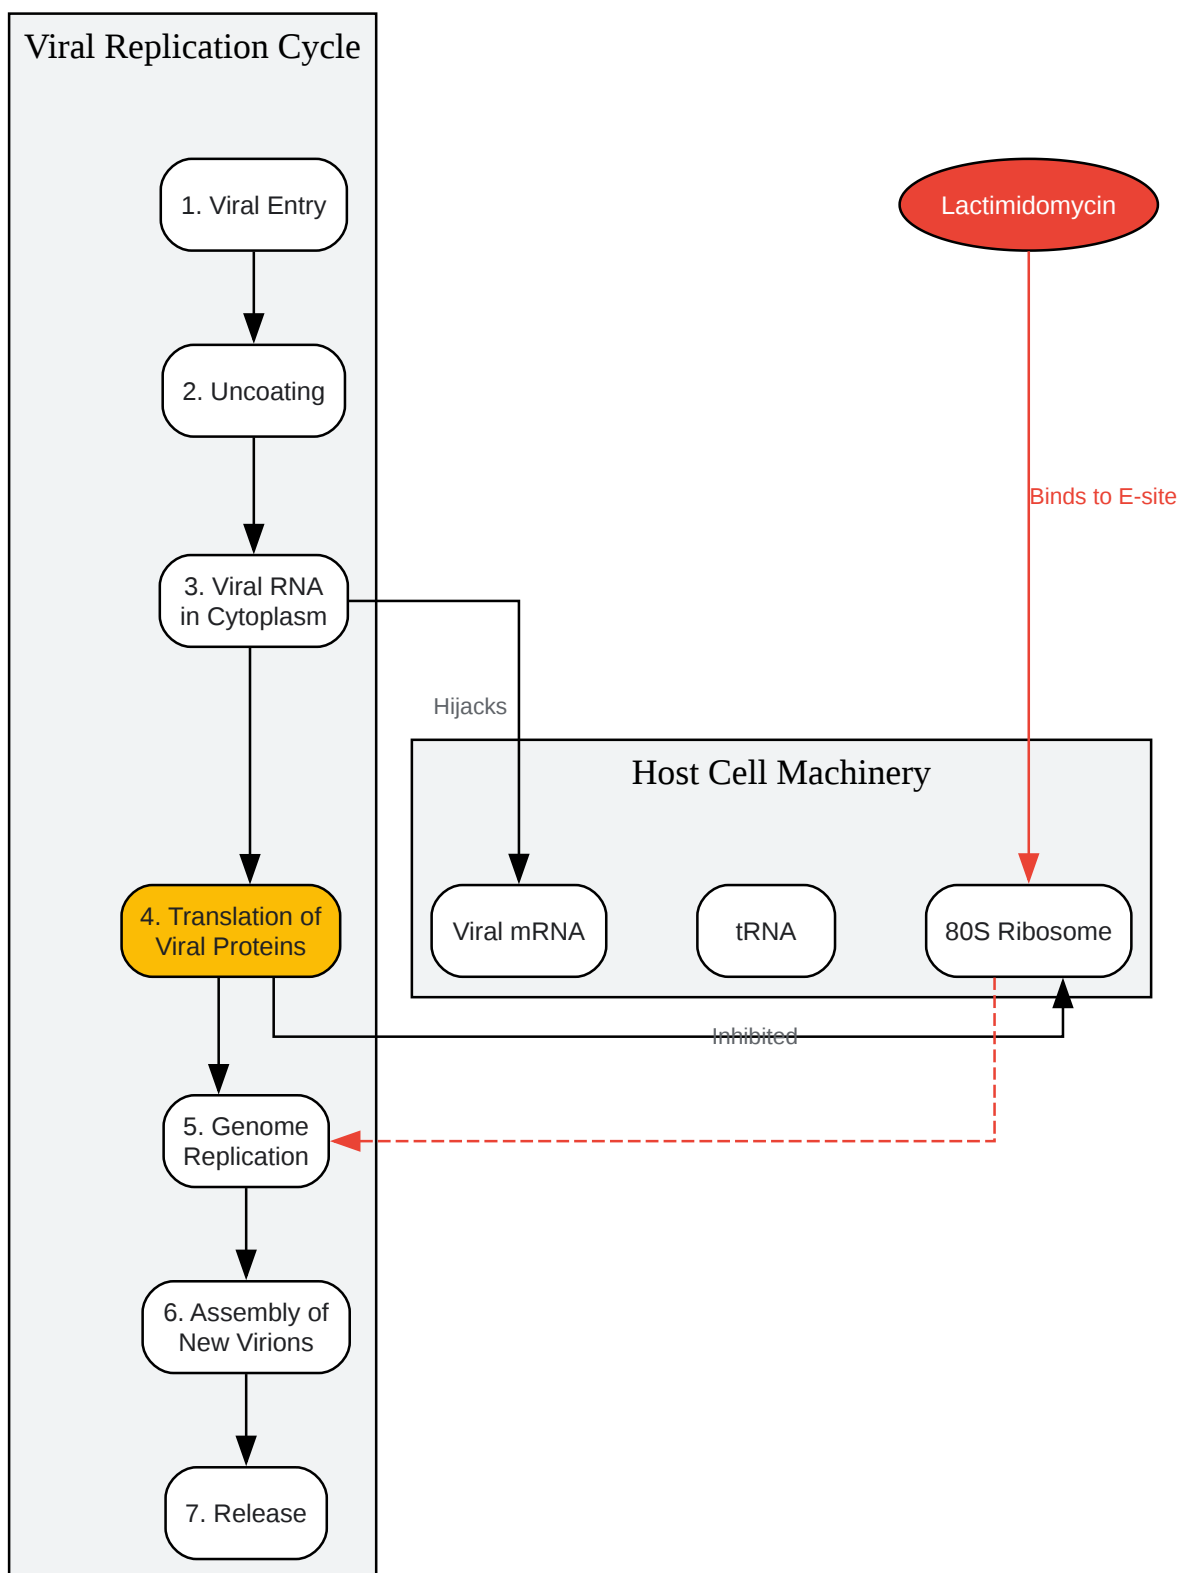 Viral Replication Cycle
1. Viral Entry
Lactimidomycin
2. Uncoating
Binds to E-site
3. Viral RNA
in Cytoplasm
Hijacks
Host Cell Machinery
4. Translation of
Viral Proteins
Viral mRNA
tRNA
80S Ribosome
Inhibited
5. Genome
Replication
6. Assembly of
New Virions
7. Release